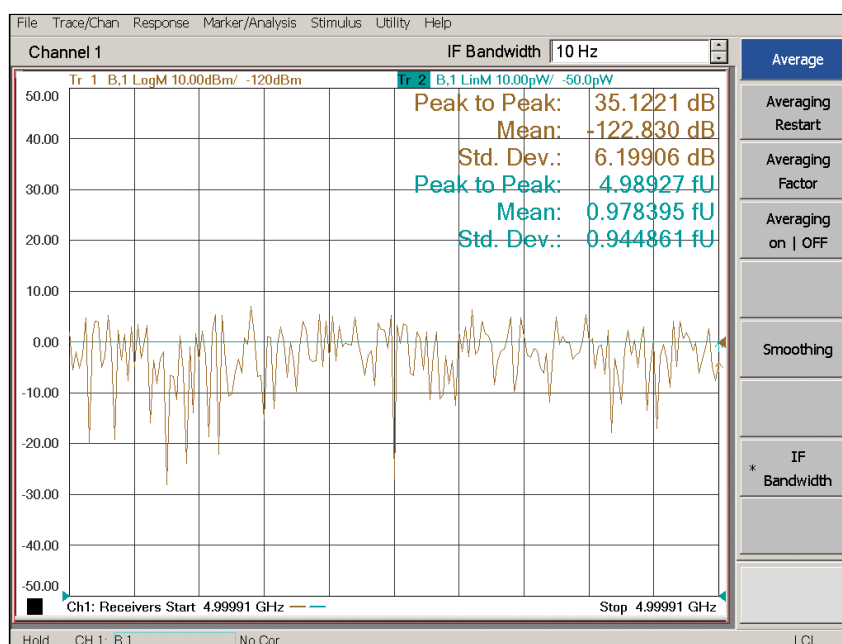 File Trace/Chan Response Marker/Analysis Stimulus Utility Help
Channel 1 IF Bandwidth 10 Hz
Average
Tr 1 B,1 LogM 10.00dBm/ -120dBm Tr 2 B,1 LinM 10.00pW/ -50.0pW
Peak to Peak: 35.1221 dB
Mean: -122.830 dB
Std. Dev.: 6.19906 dB
Peak to Peak: 4.98927 fU
Mean: 0.978395 fU
Std. Dev.: 0.944861 fU
50.00
40.00
30.00
20.00
10.00
0.00
-10.00
-20.00
-30.00
-40.00
-50.00
Averaging
Restart
Averaging
Factor
Averaging
on | OFF
Smoothing
* IF
Bandwidth
Ch1: Receivers Start 4.99991 GHz Stop 4.99991 GHz
Hold CH 1: B,1 No Cor LCL